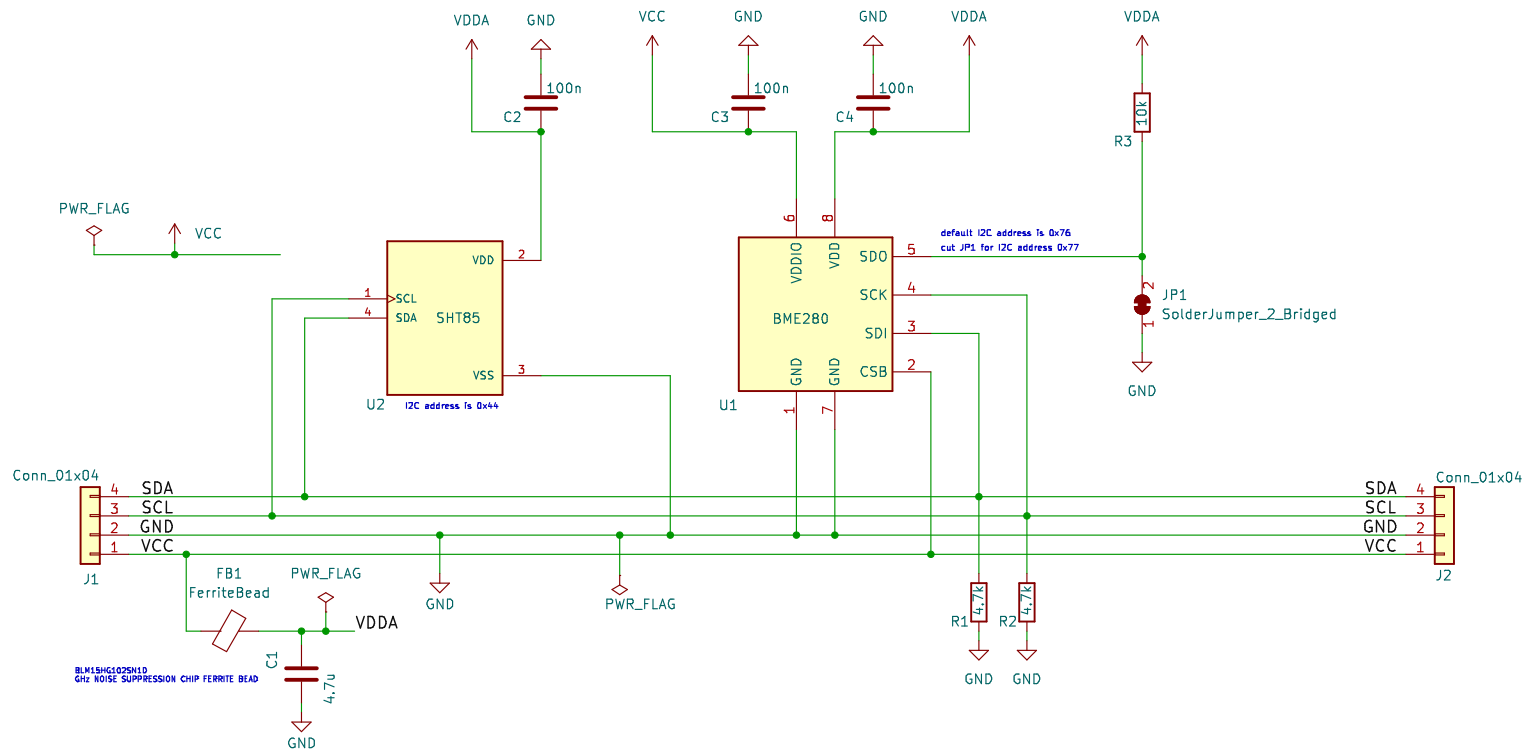 VDDA
GND
VCC
GND
GND
VDDA
VDDA
100n
C2
100n
C3
100n
C4
10k
R3
PWR_FLAG
VCC
6
8
VDDIO
VDD
SDO
5
SCK
4
SDI
3
CSB
2
BME280
GND
GND
U1
1
7
default I2C address is 0x76
cut JP1 for I2C address 0x77
2
1
JP1
SolderJumper_2_Bridged
GND
VDD
2
1
SCL
4
SDA
SHT85
VSS
3
U2
I2C address is 0x44
Conn_01x04
4
SDA
3
SCL
2
GND
1
VCC
J1
Conn_01x04
SDA
4
SCL
3
GND
2
VCC
1
J2
FB1
FerriteBead
PWR_FLAG
VDDA
GND
PWR_FLAG
R1
4.7k
R2
4.7k
GND
GND
C1
4.7u
GND
BLM15HG102SN1D
GHz NOISE SUPPRESSION CHIP FERRITE BEAD